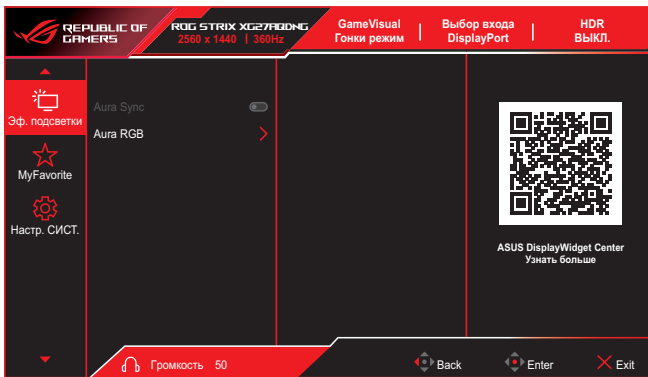 REPUBLIC OF
GAMERS
ROG STRIX XG27AQDNG
2560 x 1440 | 360Hz
GameVisual
Гонки режим
Выбор входа
DisplayPort
HDR
ВЫКЛ.
Эф. подсветки
MyFavorite
Настр. СИСТ.
Aura Sync
Aura RGB
ASUS DisplayWidget Center
Узнать больше
Громкость 50
Back
Enter
Exit